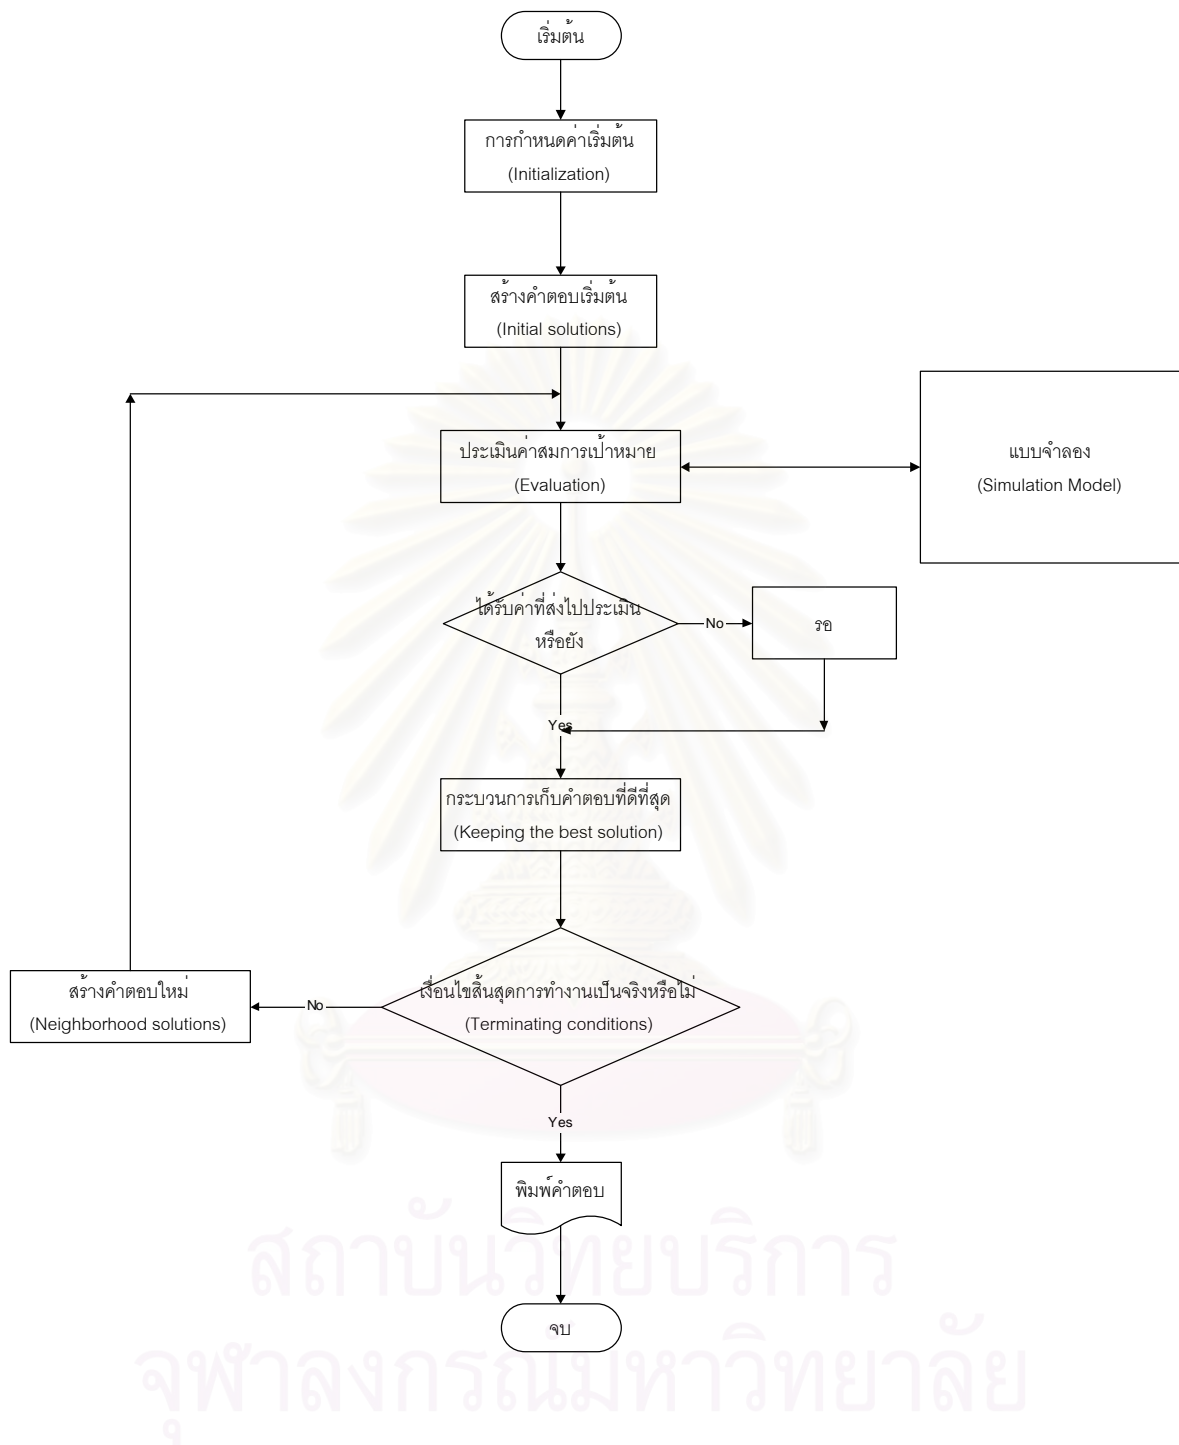 เริ่มต้น
การกำหนดค่าเริ่มต้น
(Initialization)
สร้างคำตอบเริ่มต้น
(Initial solutions)
ประเมินค่าสมการเป้าหมาย
(Evaluation)
แบบจำลอง
(Simulation Model)
ได้รับค่าที่ส่งไปประเมิน
หรือยัง
No
รอ
Yes
กระบวนการเก็บคำตอบที่ดีที่สุด
(Keeping the best solution)
เงื่อนไขสิ้นสุดการทำงานเป็นจริงหรือไม่
(Terminating conditions)
No
สร้างคำตอบใหม่
(Neighborhood solutions)
Yes
พิมพ์คำตอบ
จบ
สถาบันวิทยบริการ
จุฬาลงกรณ์มหาวิทยาลัย